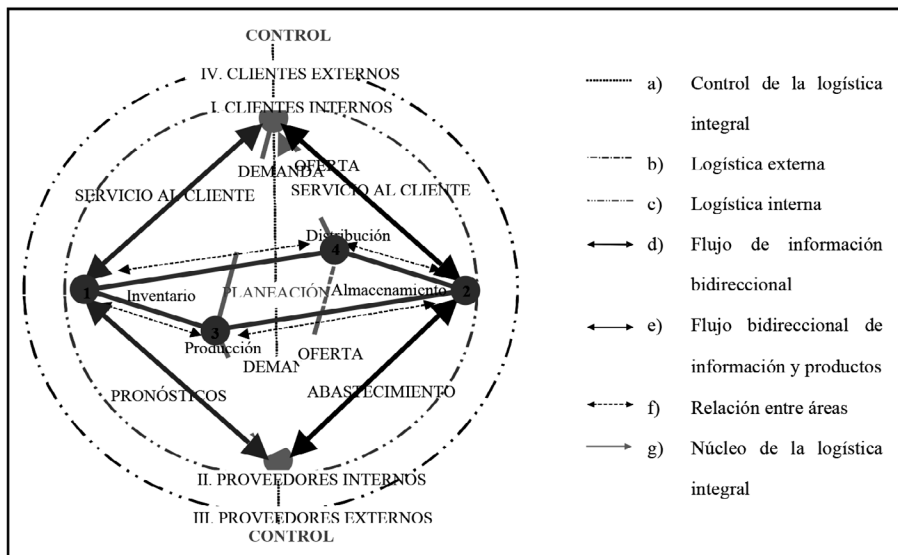 CONTROL
IV. CLIENTES EXTERNOS
I. CLIENTES INTERNOS
DEMANDA
OFERTA
SERVICIO AL CLIENTE
SERVICIO AL CLIENTE
Distribución
4
1
2
Inventario
PLANEACIÓN
Almacenamiento
3
Producción
OFERTA
DEMAN
PRONÓSTICOS
ABASTECIMIENTO
II. PROVEEDORES INTERNOS
III. PROVEEDORES EXTERNOS
CONTROL
a) Control de la logística
integral
b) Logística externa
c) Logística interna
d) Flujo de información
bidireccional
e) Flujo bidireccional de
información y productos
f) Relación entre áreas
g) Núcleo de la logística
integral